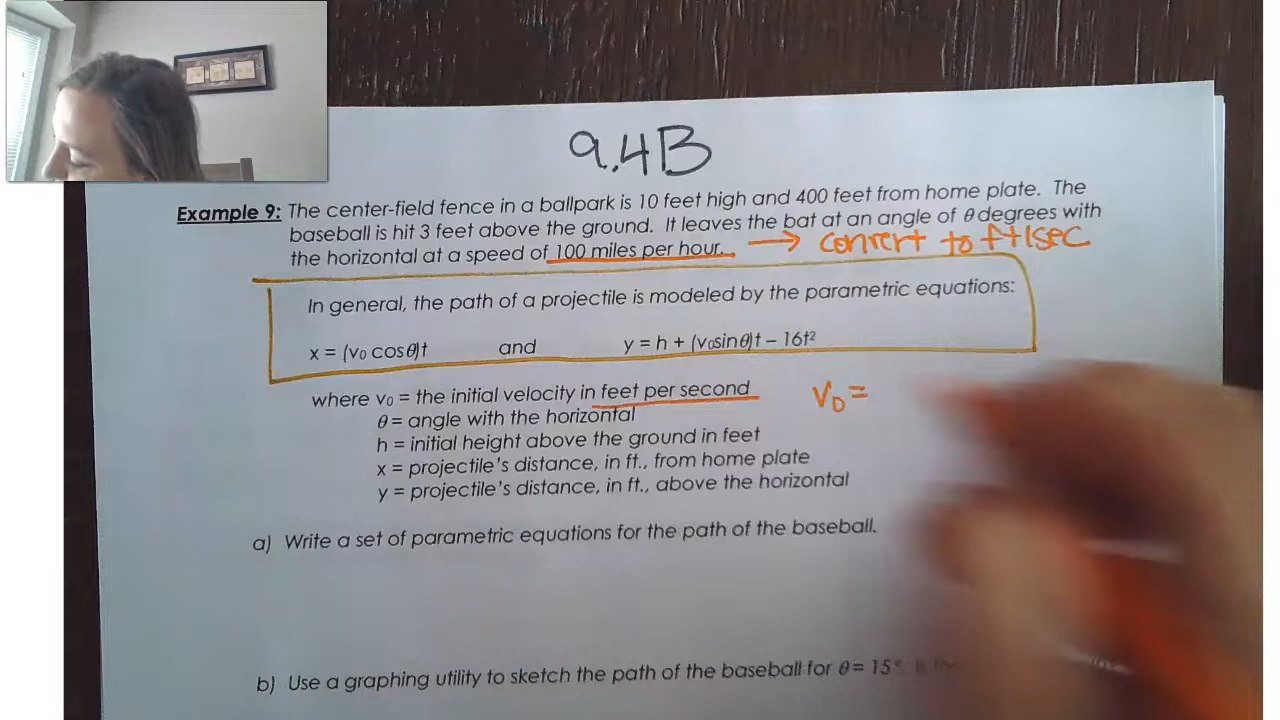 9.4B
Example 9: The center-field fence in a ballpark is 10 feet high and 400 feet from home plate. The
baseball is hit 3 feet above the ground. It leaves the bat at an angle of θ degrees with
the horizontal at a speed of 100 miles per hour. → convert to ft/sec
In general, the path of a projectile is modeled by the parametric equations:
x = (v₀ cosθ)t and y = h + (v₀sinθ)t – 16t²
where v₀ = the initial velocity in feet per second V₀ =
θ = angle with the horizontal
h = initial height above the ground in feet
x = projectile's distance, in ft., from home plate
y = projectile's distance, in ft., above the horizontal
a) Write a set of parametric equations for the path of the baseball.
b) Use a graphing utility to sketch the path of the baseball for θ = 15°.